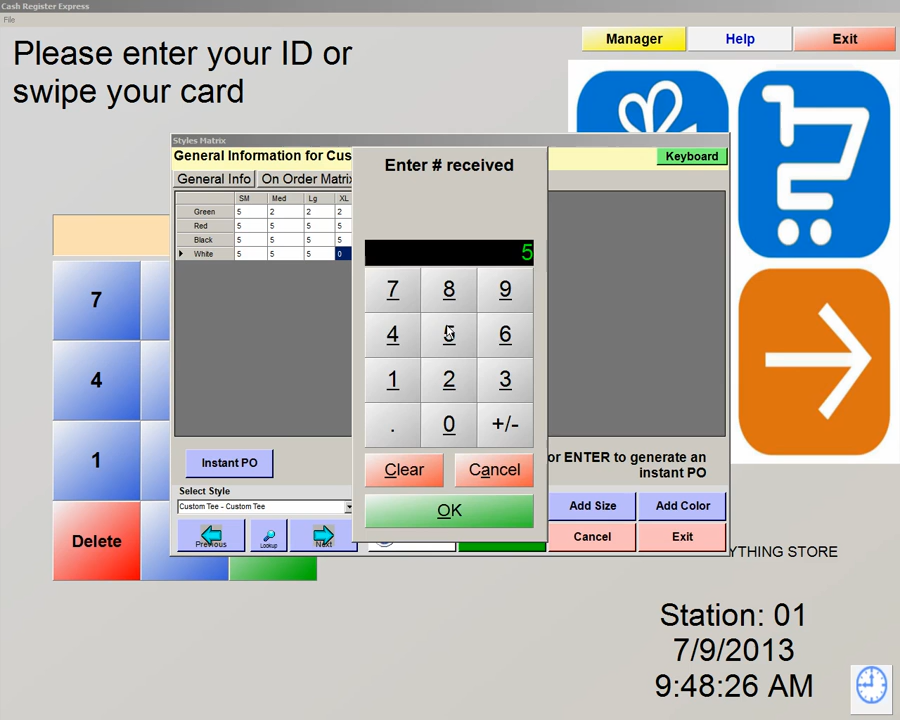 Cash Register Express
File
Please enter your ID or
swipe your card
Manager
Help
Exit
Styles Matrix
General Information for Cus
Keyboard
General Info
On Order Matrix
SM Med Lg XL
Green 5 2 2 2
Red 5 5 5 5
Black 5 5 5 5
White 5 5 5 0
Enter # received
5
7 8 9
4 5 6
1 2 3
. 0 +/-
Clear
Cancel
OK
7
4
1
Delete
Instant PO
or ENTER to generate an
instant PO
Select Style
Custom Tee - Custom Tee
Previous
Lookup
Next
Add Size
Add Color
Cancel
Exit
YTHING STORE
Station: 01
7/9/2013
9:48:26 AM